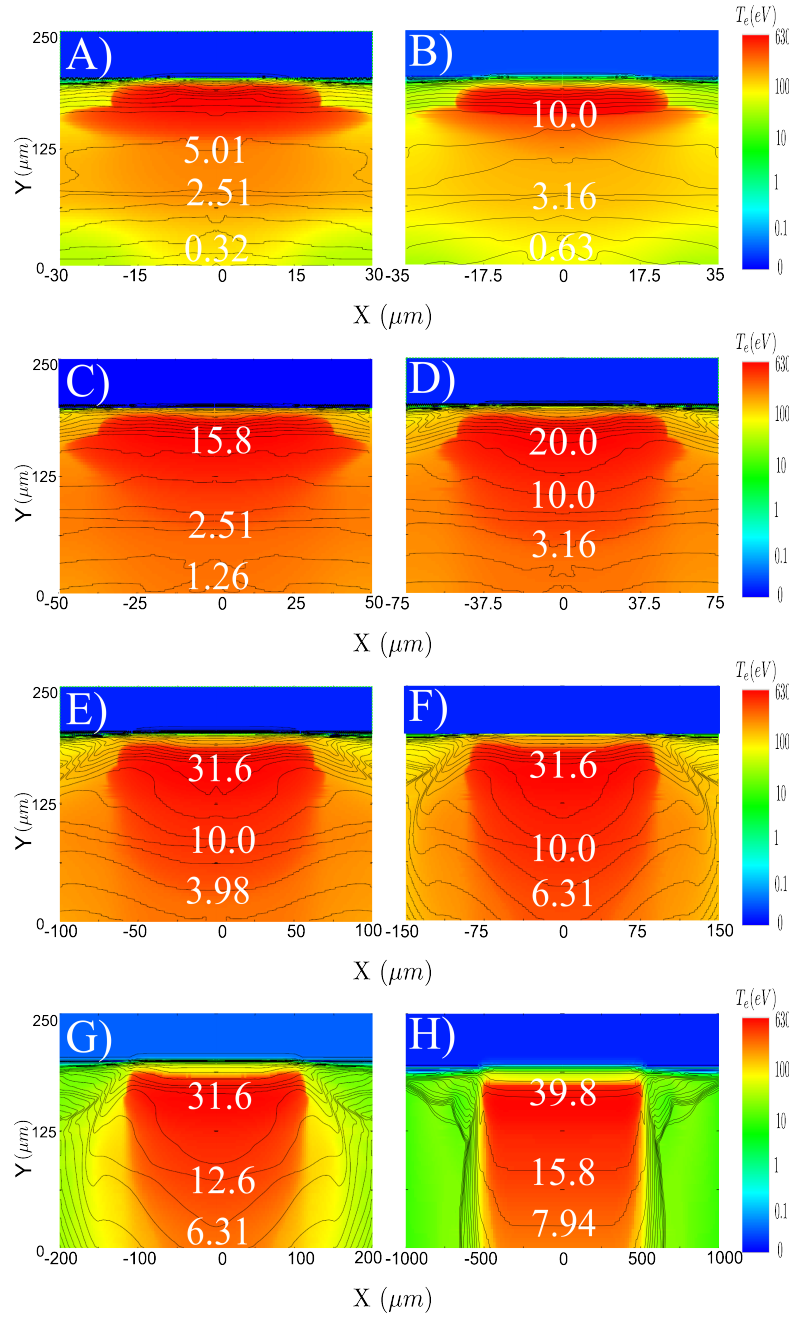 T_e(eV)
A) B)
250 630
100
10.0
5.01
125 10
Y (μm) 2.51 3.16 1
0.32 0.63 0.1
0 0
-30 -15 0 15 30 -35 -17.5 0 17.5 35
X (μm)
T_e(eV)
C) D)
250 630
100
15.8 20.0
125 10.0 10
Y (μm) 2.51 3.16 1
1.26 0.1
0 0
-50 -25 0 25 50 -75 -37.5 0 37.5 75
X (μm)
T_e(eV)
E) F)
250 630
31.6 31.6 100
125 10
Y (μm) 10.0 10.0 1
3.98 6.31 0.1
0 0
-100 -50 0 50 100 -150 -75 0 75 150
X (μm)
T_e(eV)
G) H)
250 630
31.6 39.8 100
125 10
Y (μm) 12.6 15.8 1
6.31 7.94 0.1
0 0
-200 -100 0 100 200 -1000 -500 0 500 1000
X (μm)